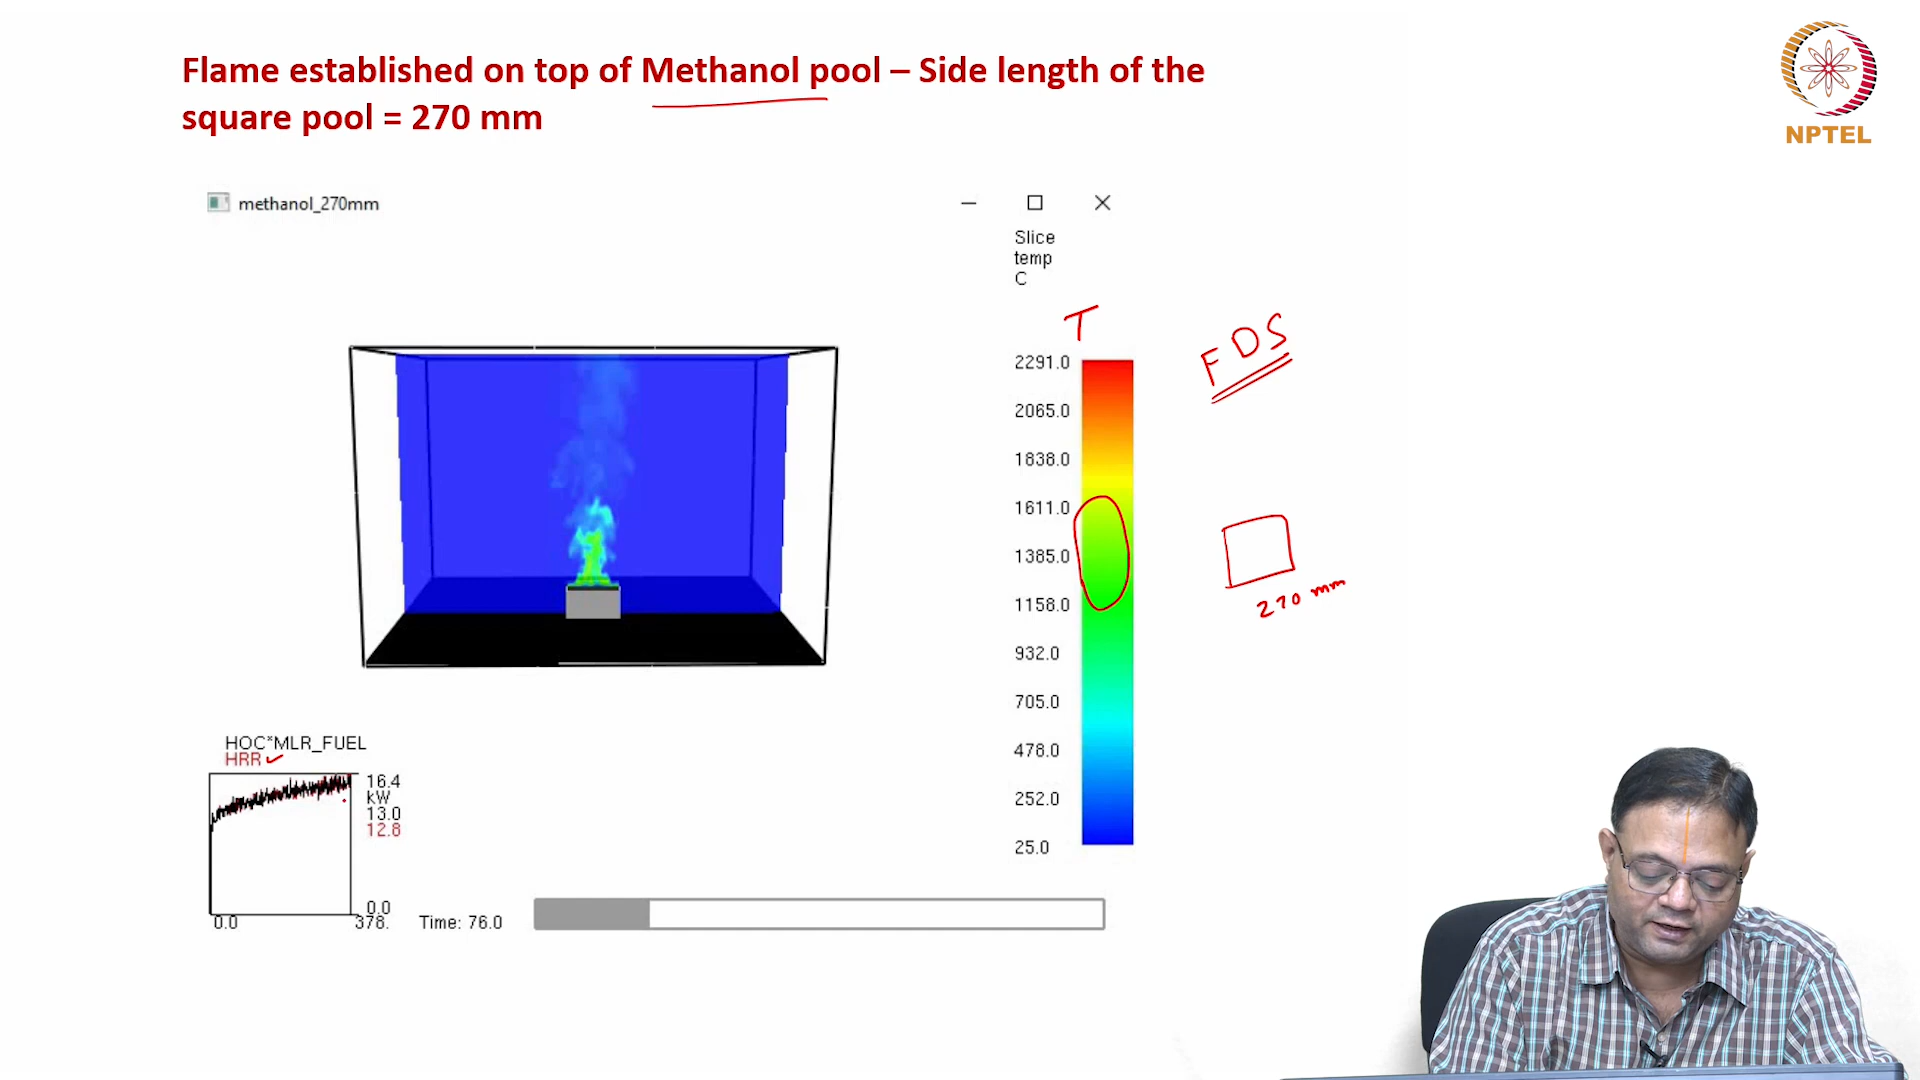 Flame established on top of Methanol pool – Side length of the
square pool = 270 mm
NPTEL
methanol_270mm
Slice
temp
C
T
2291.0
2065.0
1838.0
1611.0
1385.0
1158.0
932.0
705.0
478.0
252.0
25.0
FDS
270 mm
HOC*MLR_FUEL
HRR
16.4
kW
13.0
12.8
0.0
0.0
378.
Time: 76.0